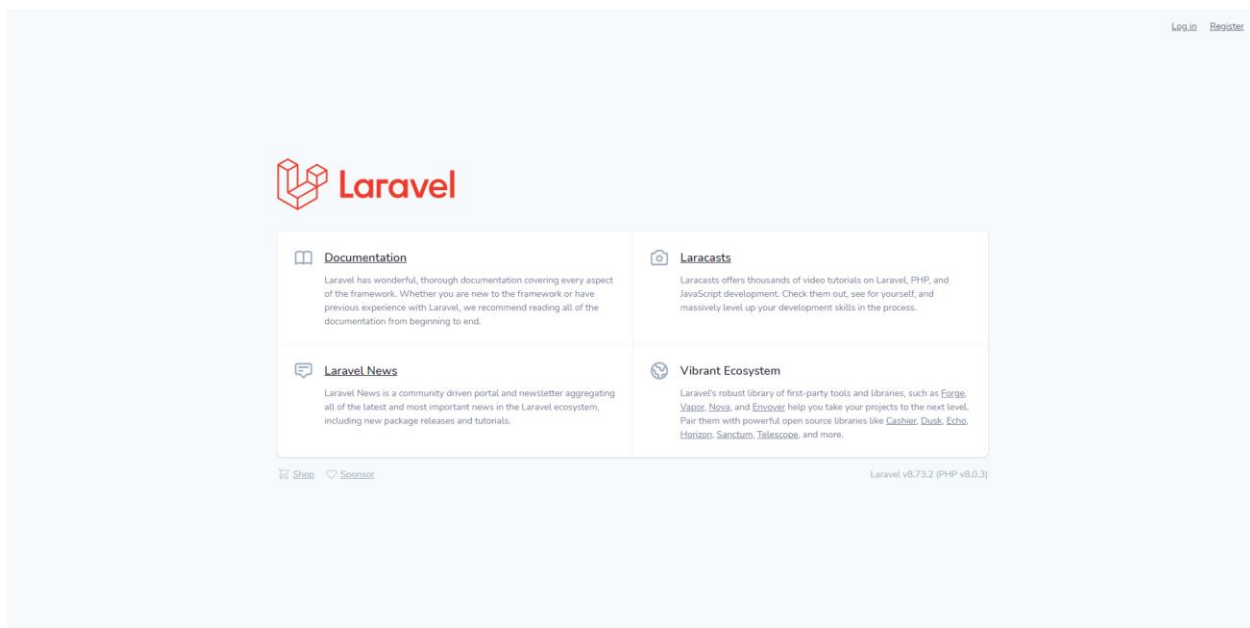 Log in Register
Laravel
Documentation
Laravel has wonderful, thorough documentation covering every aspect
of the framework. Whether you are new to the framework or have
previous experience with Laravel, we recommend reading all of the
documentation from beginning to end.
Laracasts
Laracasts offers thousands of video tutorials on Laravel, PHP, and
JavaScript development. Check them out, see for yourself, and
massively level up your development skills in the process.
Laravel News
Laravel News is a community driven portal and newsletter aggregating
all of the latest and most important news in the Laravel ecosystem,
including new package releases and tutorials.
Vibrant Ecosystem
Laravel's robust library of first-party tools and libraries, such as Forge,
Vapor, Nova, and Envoyer help you take your projects to the next level.
Pair them with powerful open source libraries like Cashier, Dusk, Echo,
Horizon, Sanctum, Telescope, and more.
Shop Sponsor
Laravel v8.73.2 (PHP v8.0.3)